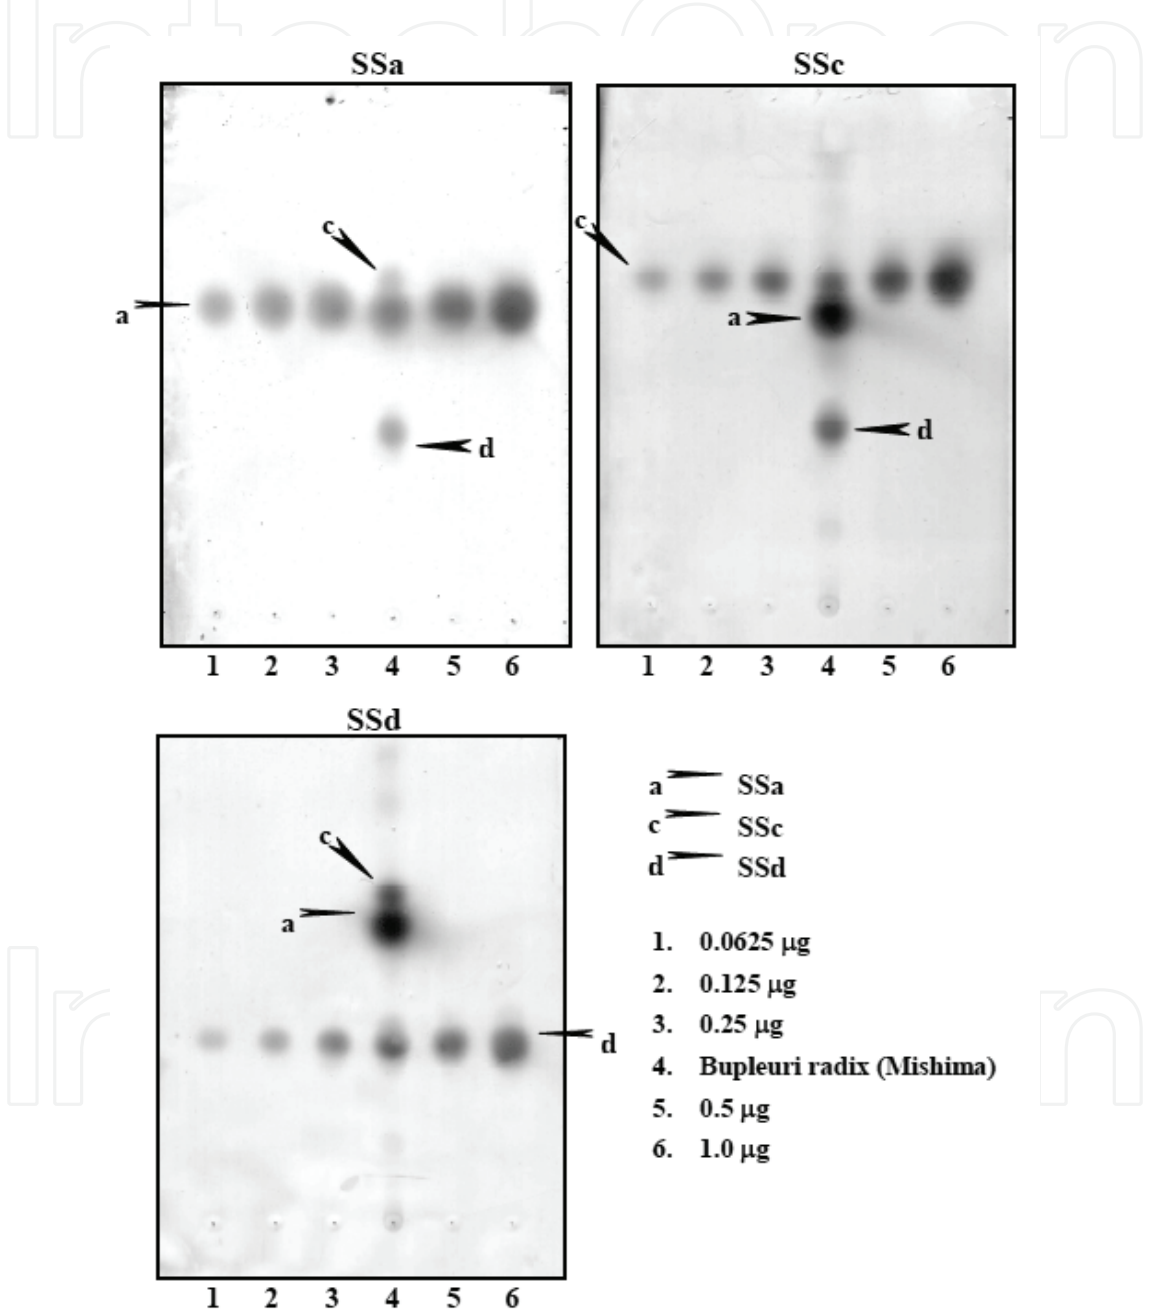 IntechOpen
SSa
SSc
c
a
d
1 2 3 4 5 6
c
a
d
1 2 3 4 5 6
SSd
c
a
d
1 2 3 4 5 6
a SSa
c SSc
d SSd
1. 0.0625 µg
2. 0.125 µg
3. 0.25 µg
4. Bupleuri radix (Mishima)
5. 0.5 µg
6. 1.0 µg